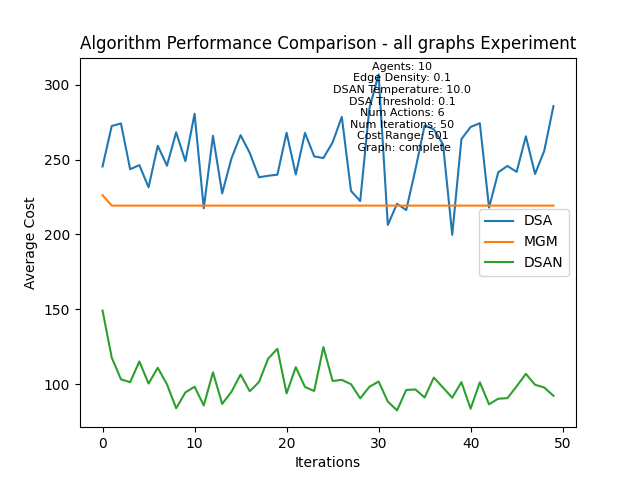 Algorithm Performance Comparison - all graphs Experiment
Agents: 10
Edge Density: 0.1
DSAN Temperature: 10.0
DSA Threshold: 0.1
Num Actions: 6
Num Iterations: 50
Cost Range: 501
Graph: complete
300
250
200
150
100
Average Cost
DSA
MGM
DSAN
0
10
20
30
40
50
Iterations